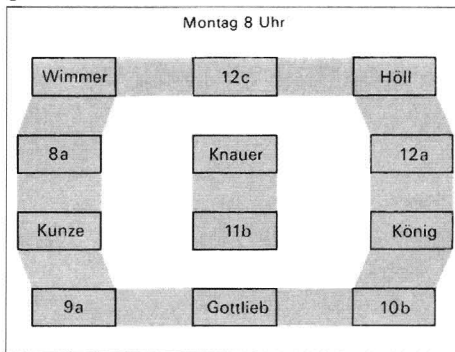 Montag 8 Uhr
Wimmer 12c Höll
8a Knauer 12a
Kunze 11b König
9a Gottlieb 10b